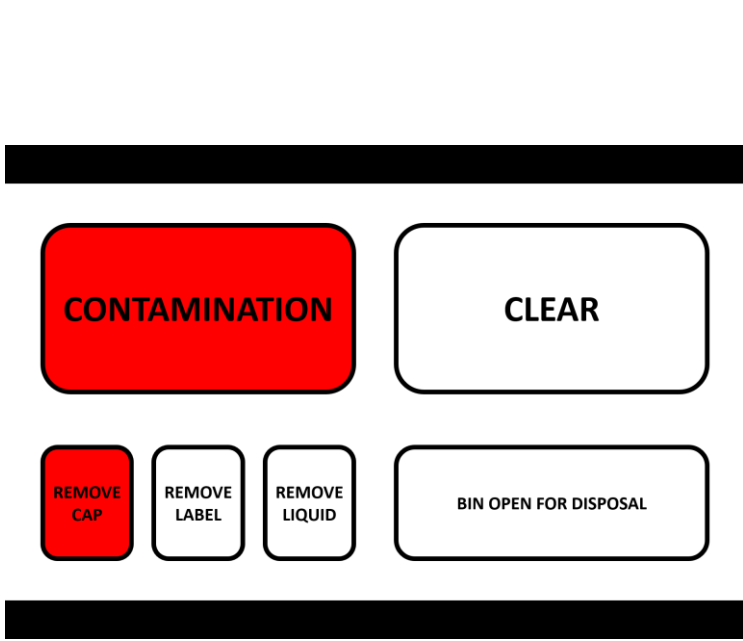 CONTAMINATION
CLEAR
REMOVE
CAP
REMOVE
LABEL
REMOVE
LIQUID
BIN OPEN FOR DISPOSAL